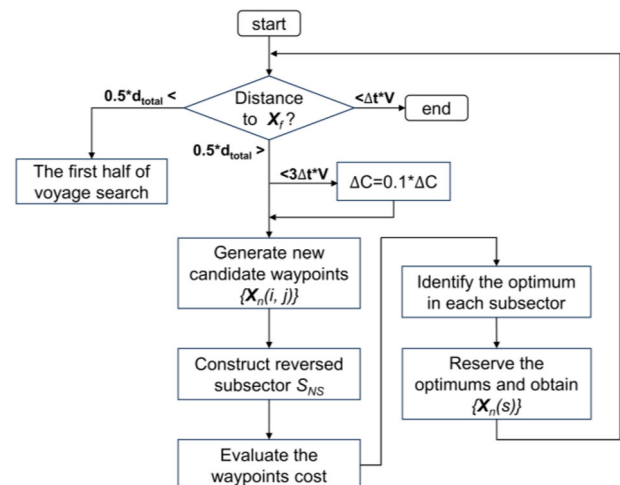 start
Distance
to X_f?
0.5*d_total <
<Δt*V
end
0.5*d_total >
The first half of
voyage search
<3Δt*V
ΔC=0.1*ΔC
Generate new
candidate waypoints
{X_n(i, j)}
Construct reversed
subsector S_NS
Evaluate the
waypoints cost
Identify the optimum
in each subsector
Reserve the
optimums and obtain
{X_n(s)}